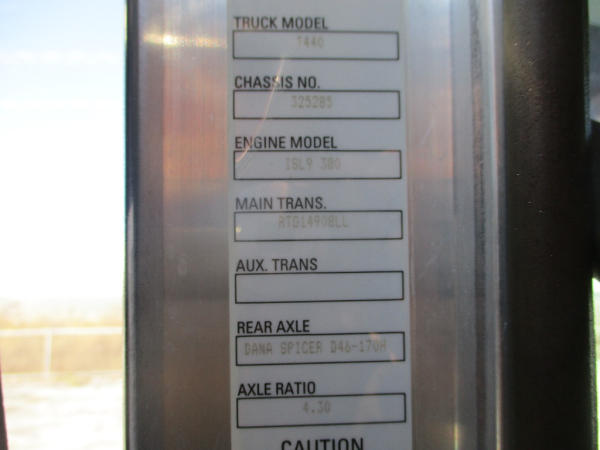 TRUCK MODEL
T440
CHASSIS NO.
325285
ENGINE MODEL
ISL9 380
MAIN TRANS.
RTO14908LL
AUX. TRANS
REAR AXLE
DANA SPICER D46-170H
AXLE RATIO
4.30
CAUTION